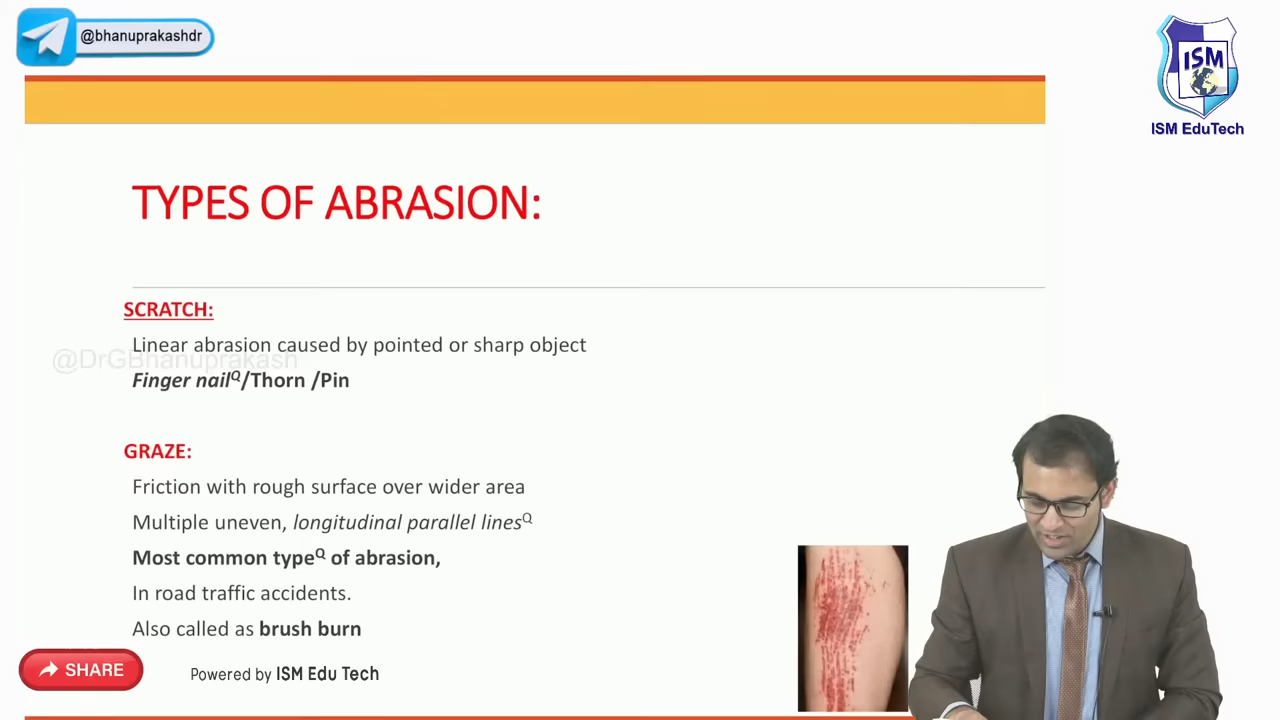 @bhanuprakashdr
ISM
ISM EduTech
TYPES OF ABRASION:
SCRATCH:
Linear abrasion caused by pointed or sharp object
@DrGBhanuprakash
Finger nailQ/Thorn /Pin
GRAZE:
Friction with rough surface over wider area
Multiple uneven, longitudinal parallel linesQ
Most common typeQ of abrasion,
In road traffic accidents.
Also called as brush burn
SHARE
Powered by ISM Edu Tech